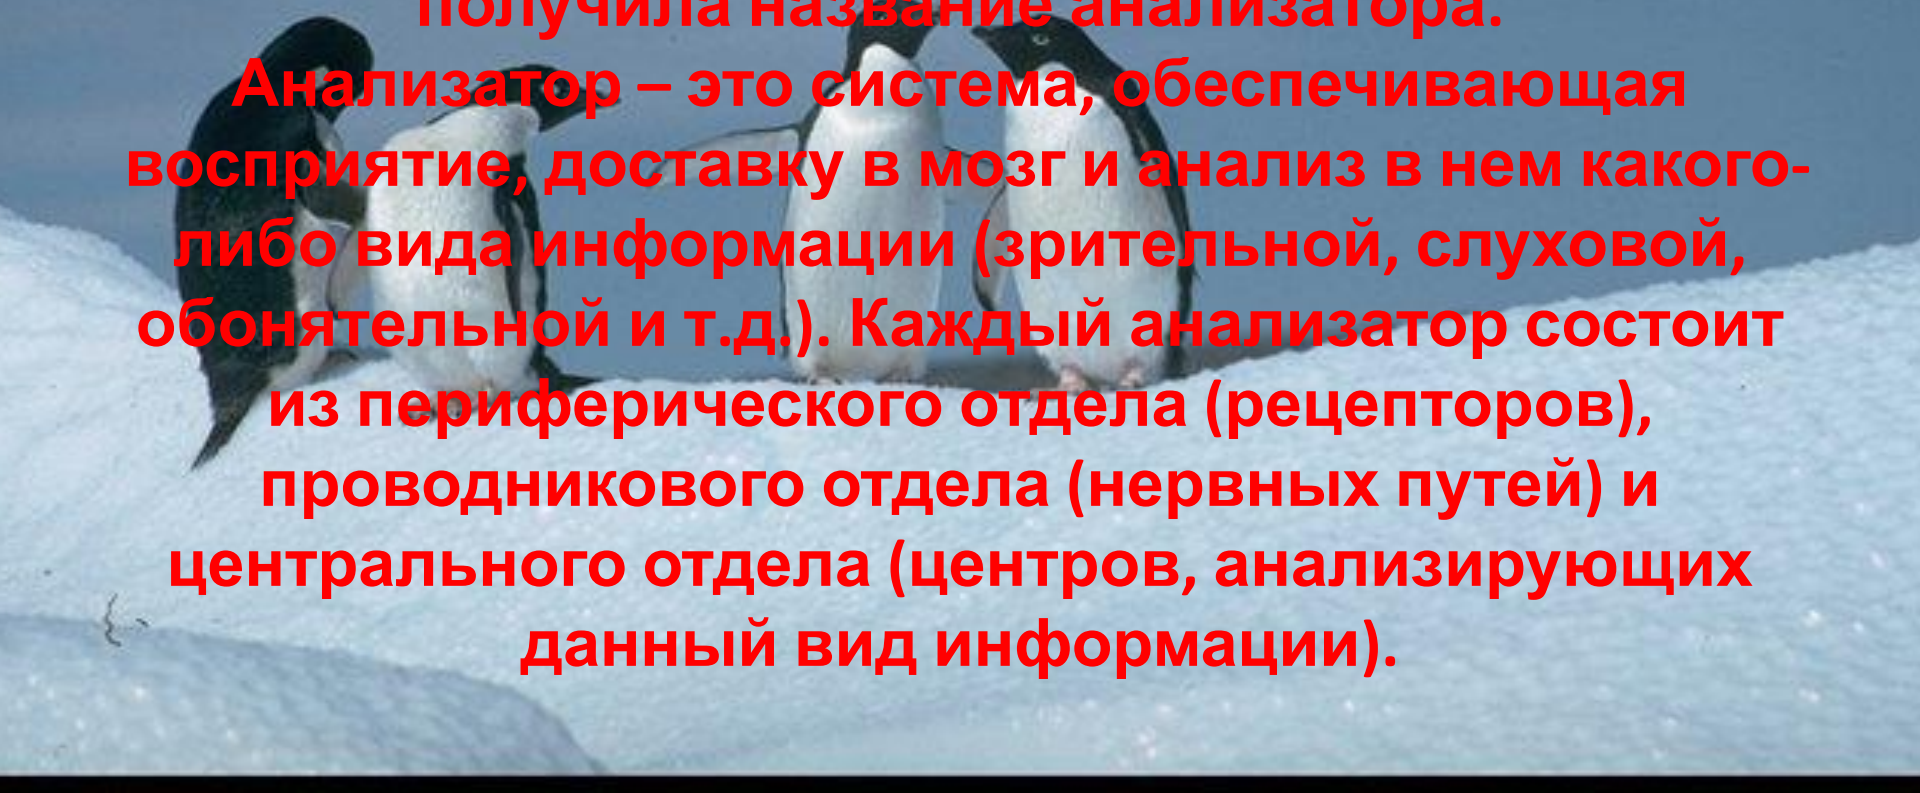 получила название анализатора.
Анализатор – это система, обеспечивающая
восприятие, доставку в мозг и анализ в нем какого-
либо вида информации (зрительной, слуховой,
обонятельной и т.д.). Каждый анализатор состоит
из периферического отдела (рецепторов),
проводникового отдела (нервных путей) и
центрального отдела (центров, анализирующих
данный вид информации).